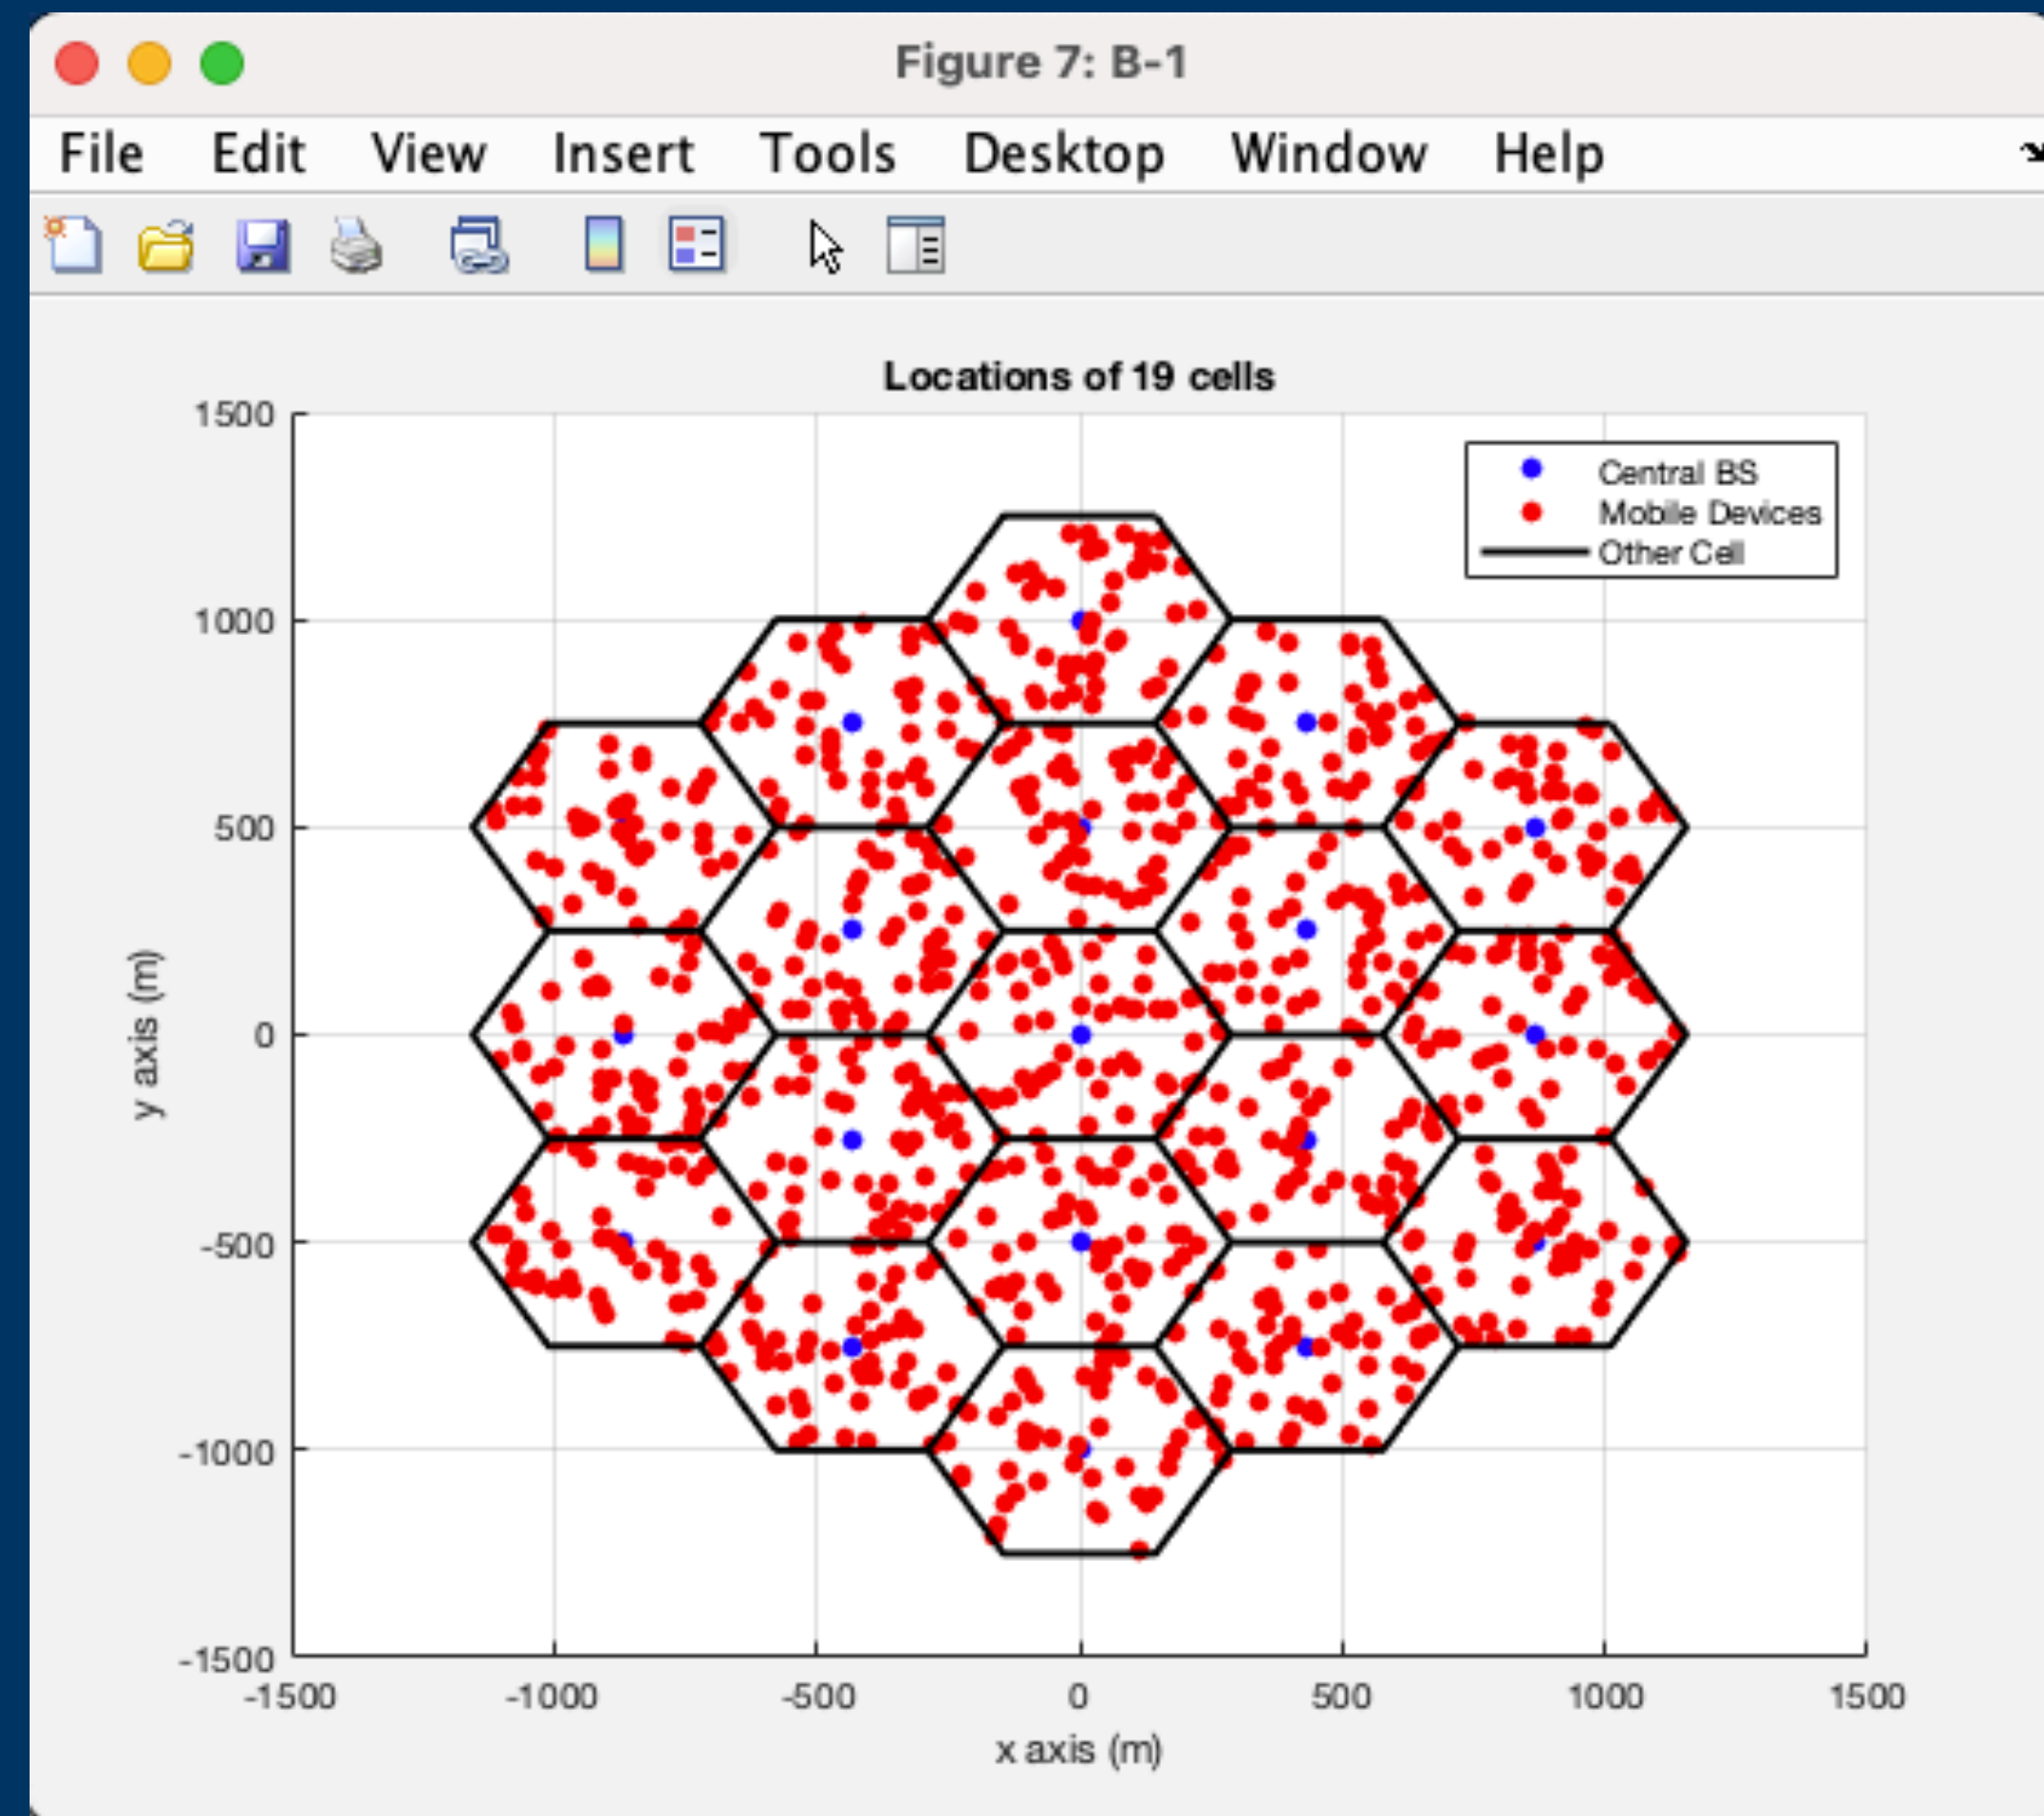 Figure 7: B-1
File Edit View Insert Tools Desktop Window Help
Locations of 19 cells
1500
1000
500
0
-500
-1000
-1500
y axis (m)
Central BS
Mobile Devices
Other Cell
-1500 -1000 -500 0 500 1000 1500
x axis (m)